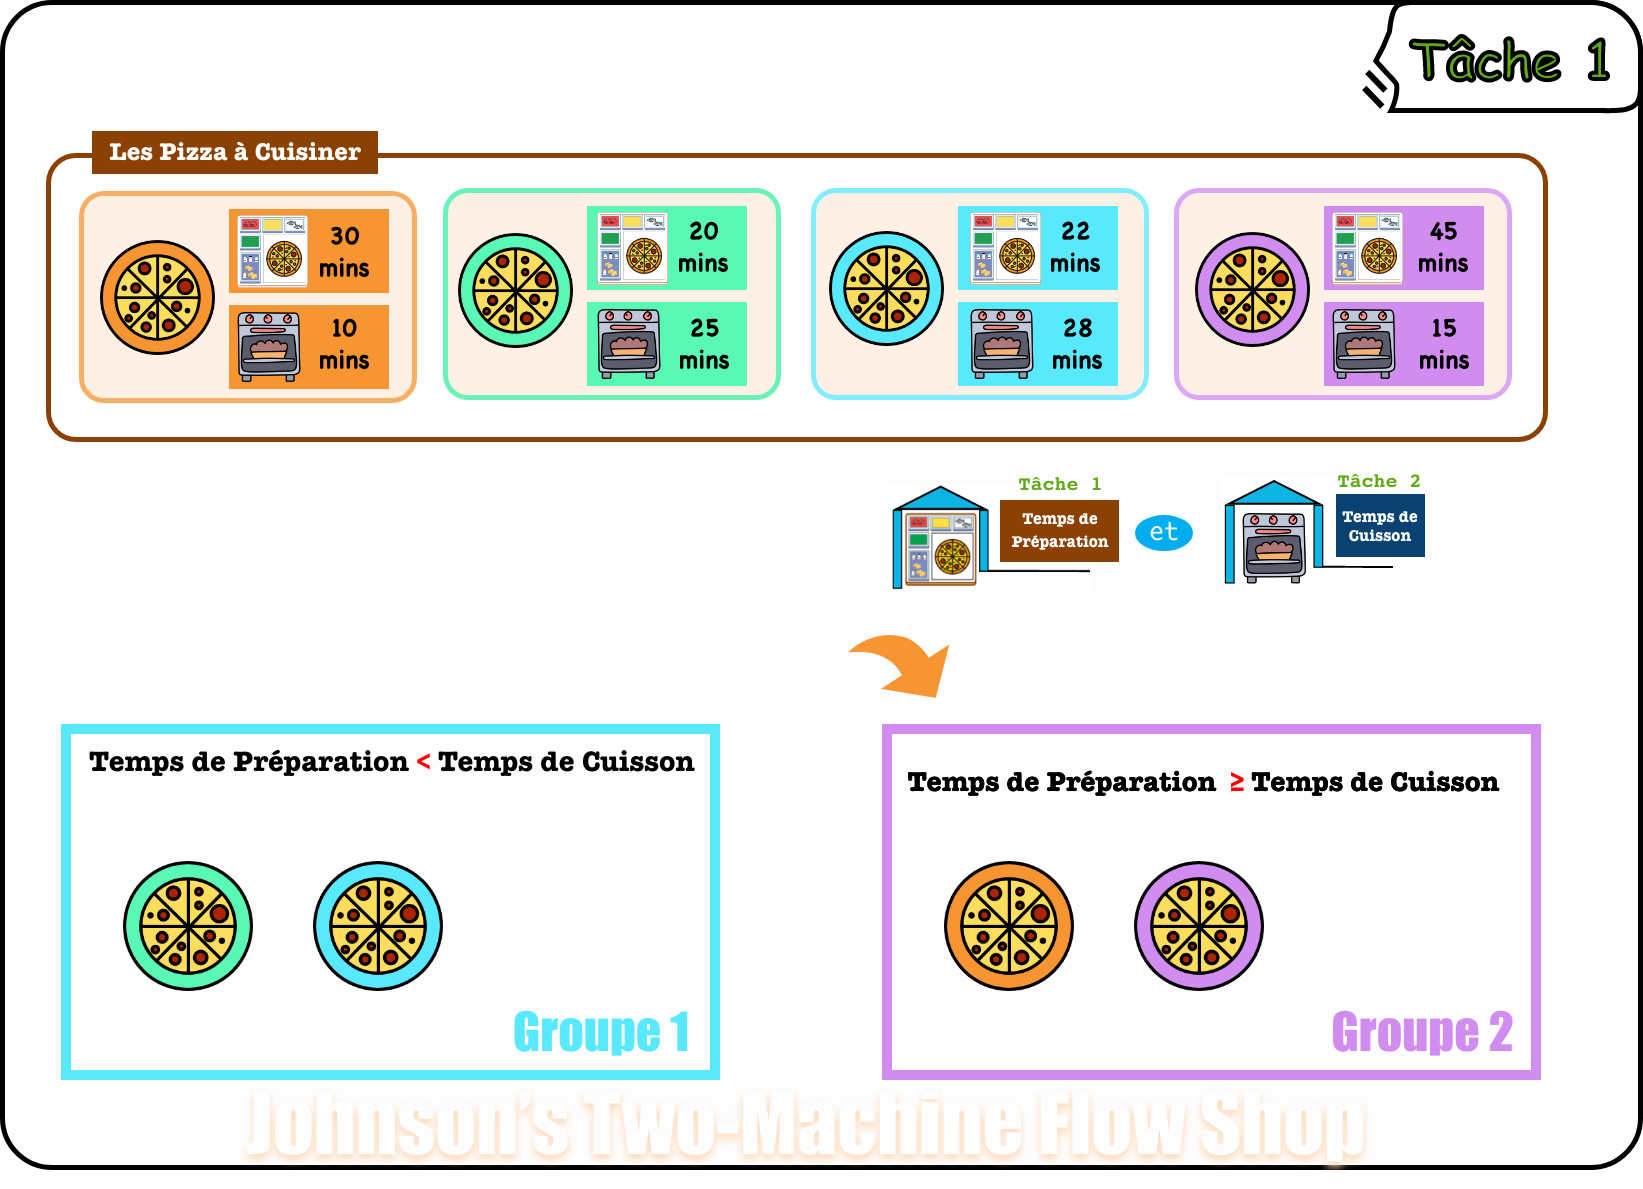 Tâche 1
Les Pizza à Cuisiner
30
mins
10
mins
20
mins
25
mins
22
mins
28
mins
45
mins
15
mins
Tâche 1
Temps de
Préparation
et
Tâche 2
Temps de
Cuisson
Temps de Préparation < Temps de Cuisson
Groupe 1
Temps de Préparation ≥ Temps de Cuisson
Groupe 2
Johnson's Two-Machine Flow Shop